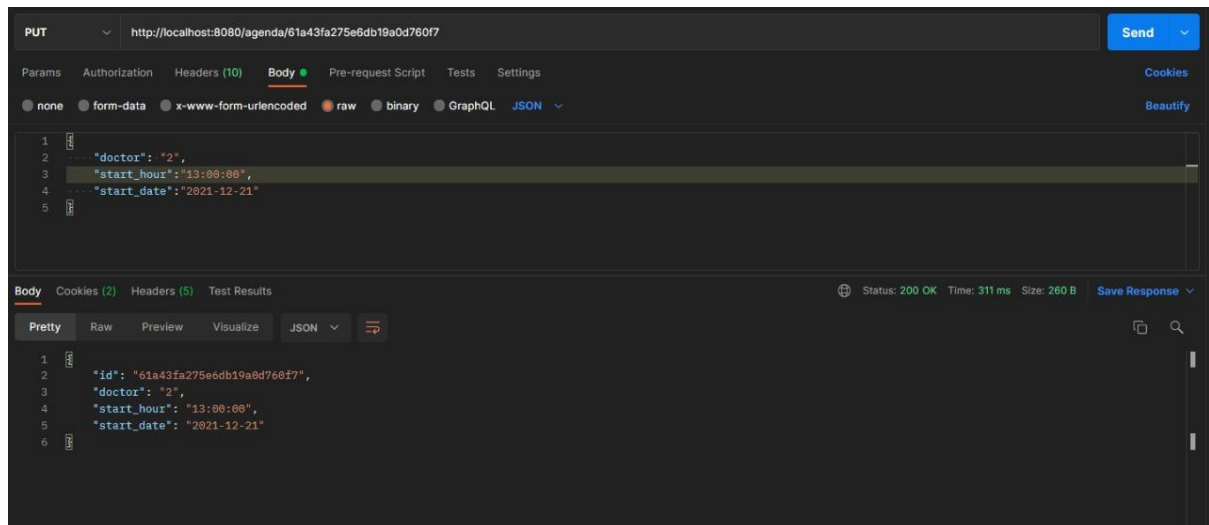 PUT http://localhost:8080/agenda/61a43fa275e6db19a0d760f7 Send
Params Authorization Headers (10) Body Pre-request Script Tests Settings Cookies
none form-data x-www-form-urlencoded raw binary GraphQL JSON Beautify
1 {
2 "doctor": "2",
3 "start_hour":"13:00:00",
4 "start_date":"2021-12-21"
5 }
Body Cookies (2) Headers (5) Test Results Status: 200 OK Time: 311 ms Size: 260 B Save Response
Pretty Raw Preview Visualize JSON
1 {
2 "id": "61a43fa275e6db19a0d760f7",
3 "doctor": "2",
4 "start_hour": "13:00:00",
5 "start_date": "2021-12-21"
6 }